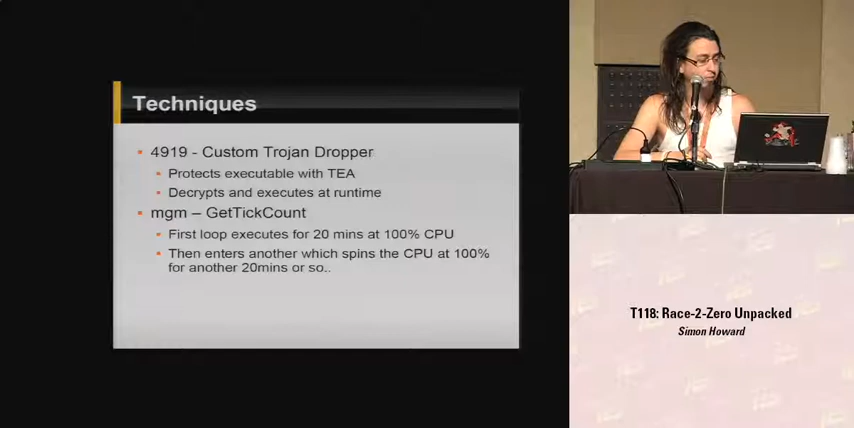 Techniques
4919 - Custom Trojan Dropper
Protects executable with TEA
Decrypts and executes at runtime
mgm – GetTickCount
First loop executes for 20 mins at 100% CPU
Then enters another which spins the CPU at 100%
for another 20mins or so..
T118: Race-2-Zero Unpacked
Simon Howard